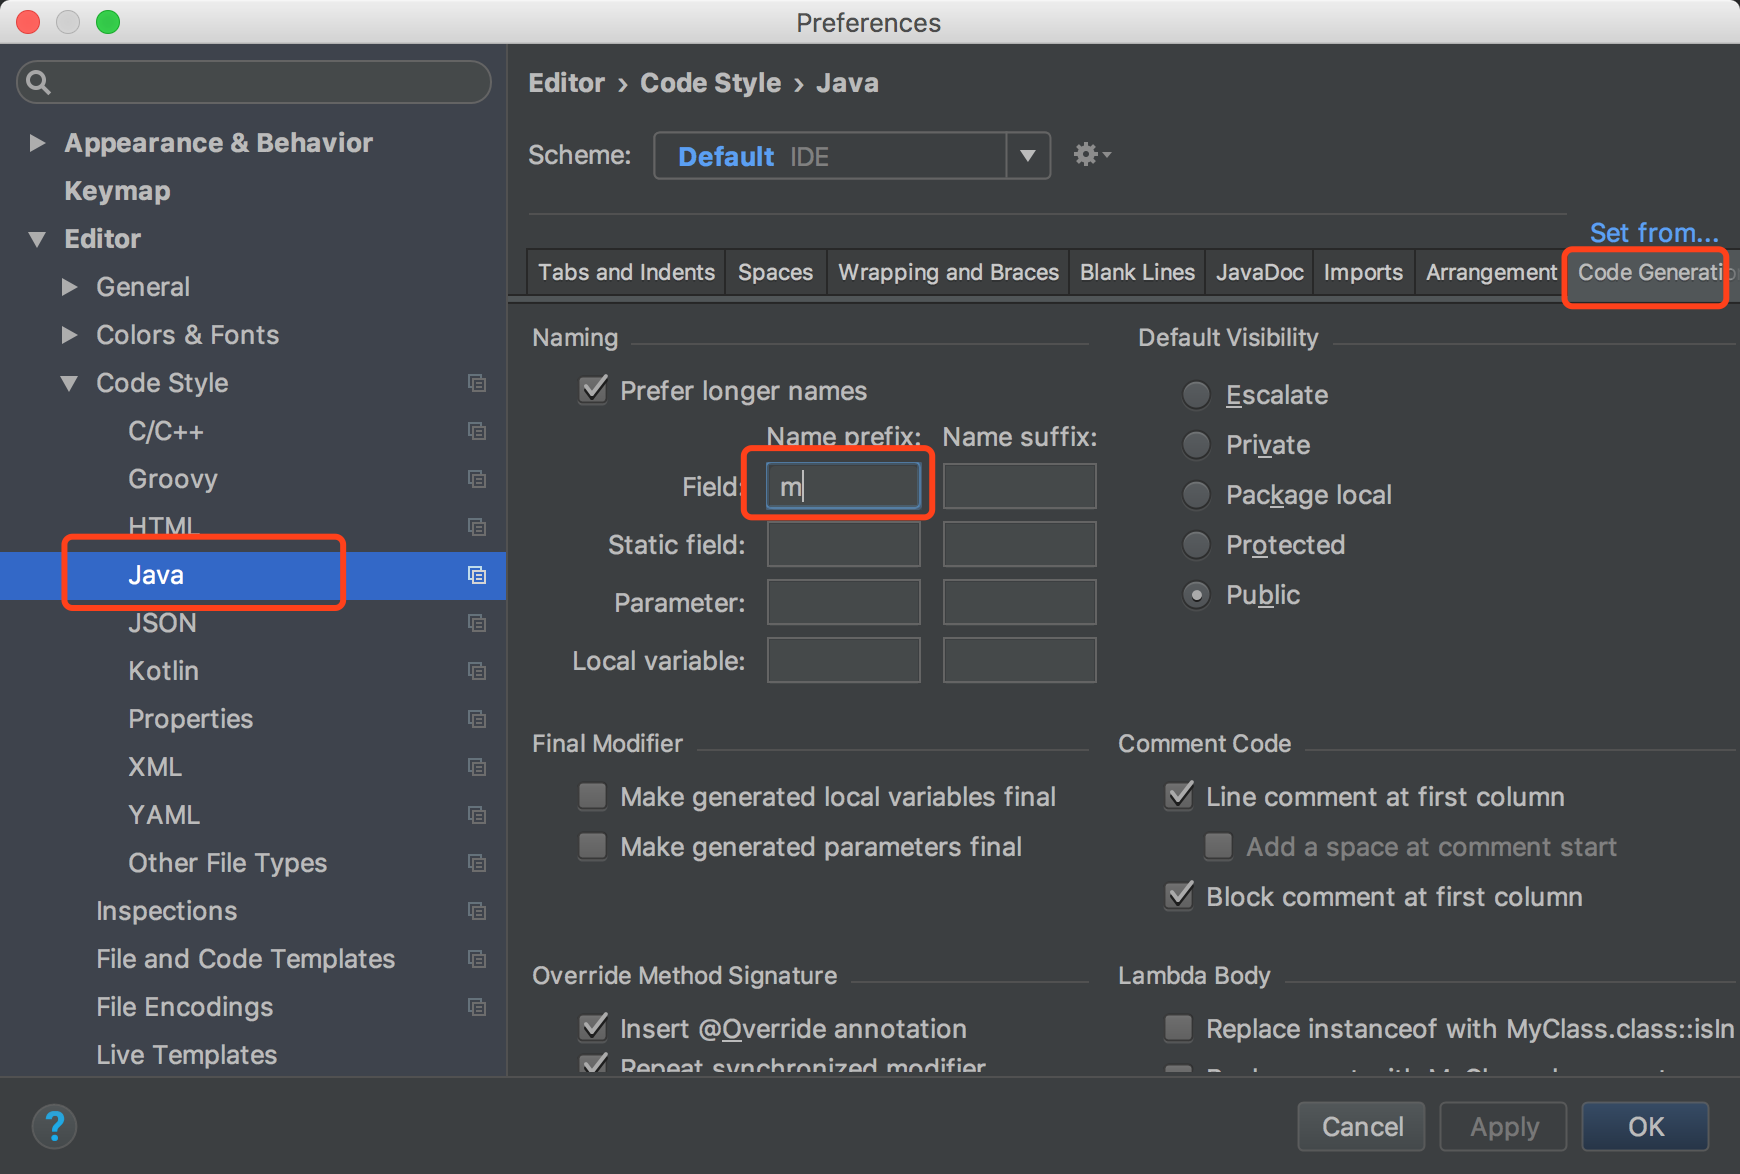 Preferences
Appearance & Behavior
Keymap
Editor
General
Colors & Fonts
Code Style
C/C++
Groovy
HTML
Java
JSON
Kotlin
Properties
XML
YAML
Other File Types
Inspections
File and Code Templates
File Encodings
Live Templates
Editor › Code Style › Java
Scheme: Default IDE
Set from...
Tabs and Indents Spaces Wrapping and Braces Blank Lines JavaDoc Imports Arrangement Code Generatio
Naming
Prefer longer names
Name prefix: Name suffix:
Field: m
Static field:
Parameter:
Local variable:
Default Visibility
Escalate
Private
Package local
Protected
Public
Final Modifier
Make generated local variables final
Make generated parameters final
Comment Code
Line comment at first column
Add a space at comment start
Block comment at first column
Override Method Signature
Insert @Override annotation
Repeat synchronized modifier
Lambda Body
Replace instanceof with MyClass.class::isIn
?
Cancel Apply OK